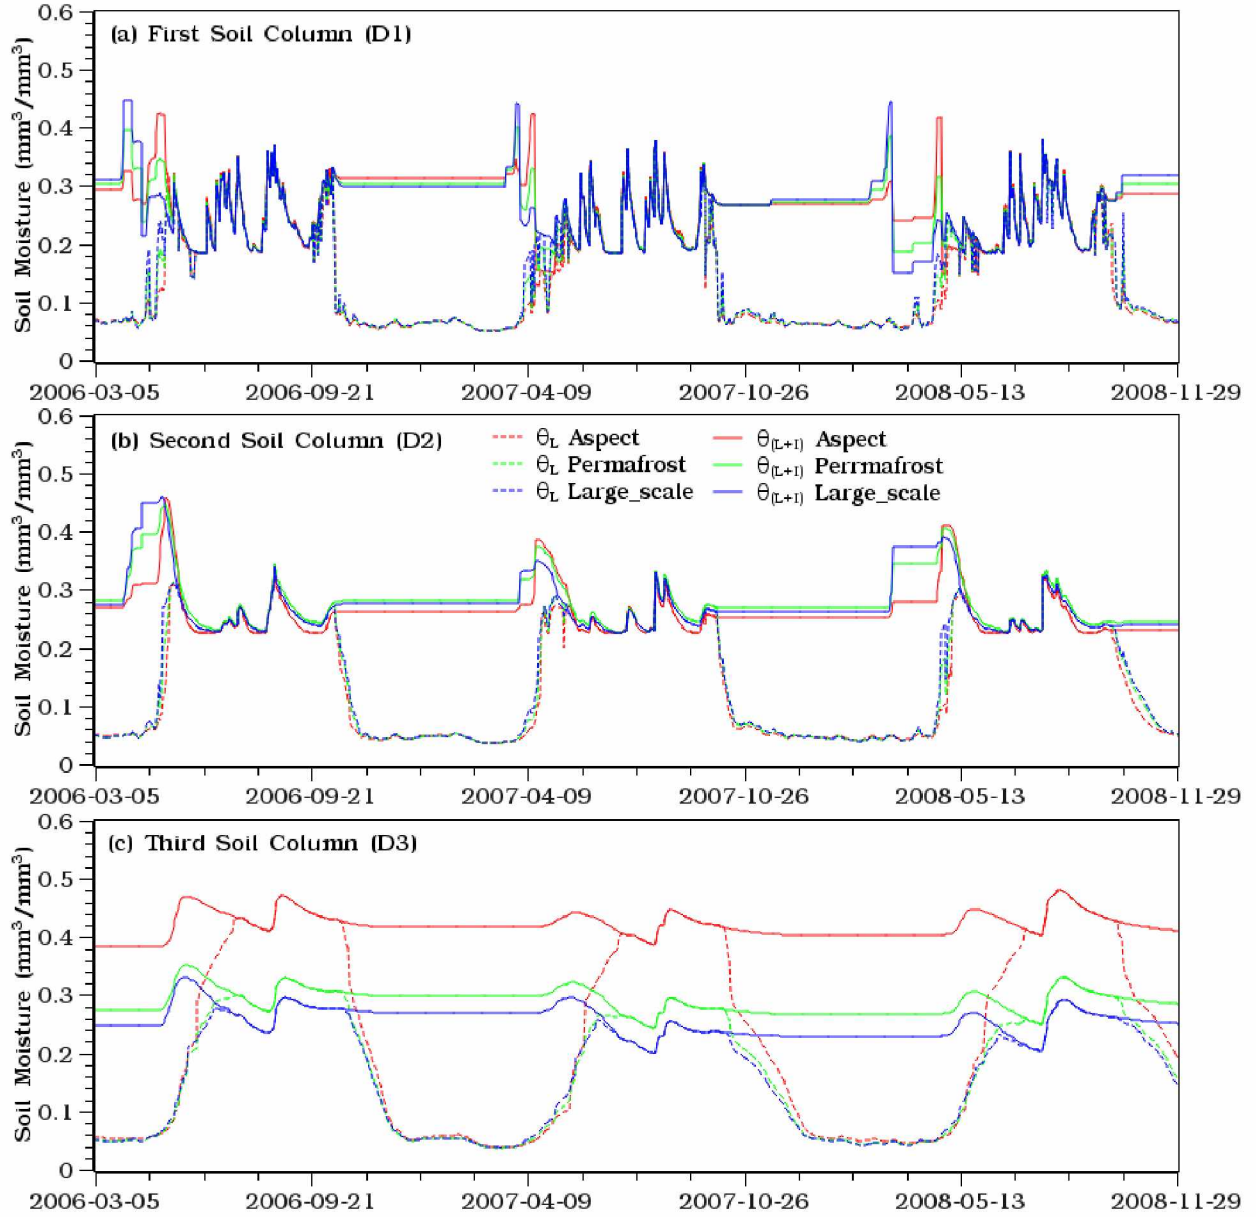 0.6
(a) First Soil Column (D1)
0.5
0.4
0.3
0.2
0.1
0
Soil Moisture (mm³/mm³)
2006-03-05 2006-09-21 2007-04-09 2007-10-26 2008-05-13 2008-11-29
0.6
(b) Second Soil Column (D2)
θL Aspect θ(L+I) Aspect
θL Permafrost θ(L+I) Perrmafrost
θL Large_scale θ(L+I) Large_scale
0.5
0.4
0.3
0.2
0.1
0
Soil Moisture (mm³/mm³)
2006-03-05 2006-09-21 2007-04-09 2007-10-26 2008-05-13 2008-11-29
0.6
(c) Third Soil Column (D3)
0.5
0.4
0.3
0.2
0.1
0
Soil Moisture (mm³/mm³)
2006-03-05 2006-09-21 2007-04-09 2007-10-26 2008-05-13 2008-11-29